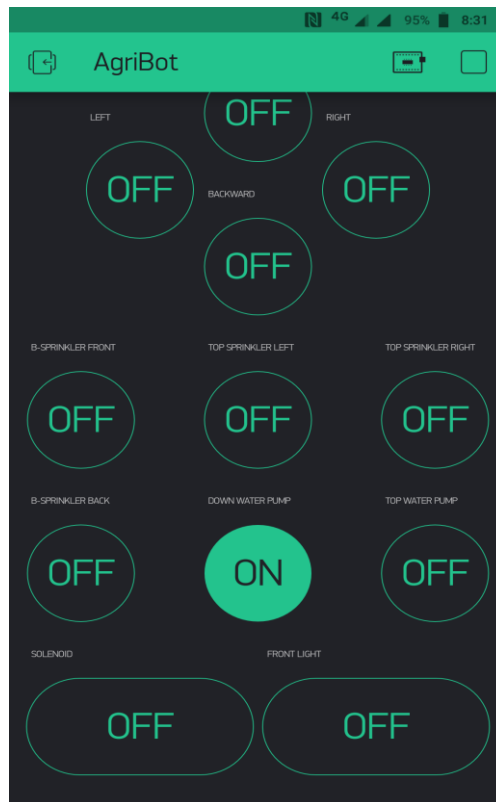 4G 95% 8:31
AgriBot
OFF
LEFT RIGHT
OFF OFF
BACKWARD
OFF
B-SPRINKLER FRONT TOP SPRINKLER LEFT TOP SPRINKLER RIGHT
OFF OFF OFF
B-SPRINKLER BACK DOWN WATER PUMP TOP WATER PUMP
OFF ON OFF
SOLENOID FRONT LIGHT
OFF OFF